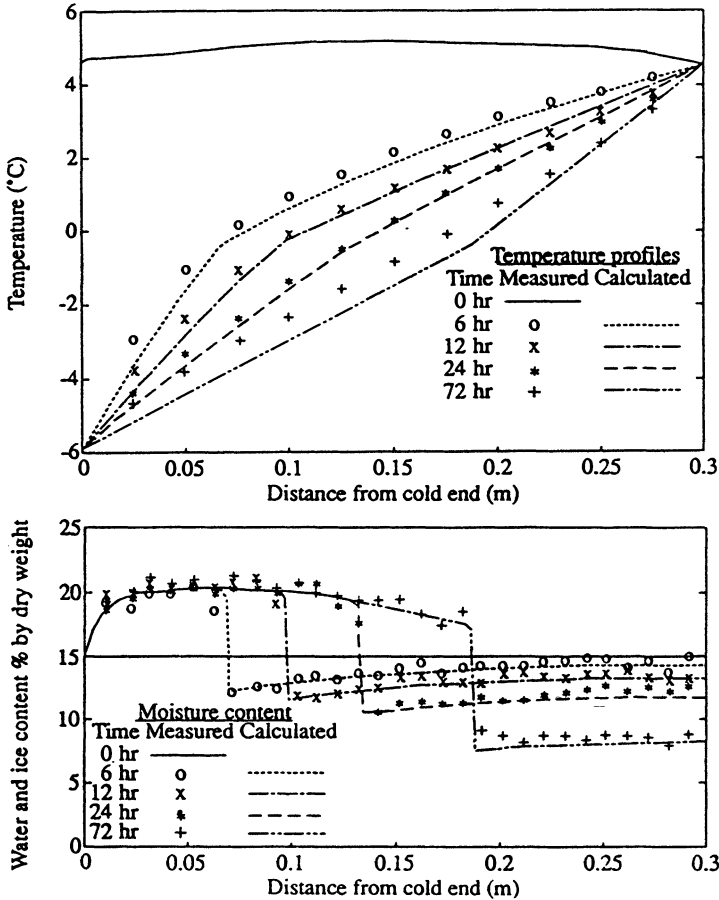 6
4
2
0
-2
-4
-6
Temperature (°C)
Temperature profiles
Time Measured Calculated
0 hr
6 hr o
12 hr x
24 hr *
72 hr +
0 0.05 0.1 0.15 0.2 0.25 0.3
Distance from cold end (m)
25
20
15
10
5
0
Water and ice content % by dry weight
Moisture content
Time Measured Calculated
0 hr
6 hr o
12 hr x
24 hr *
72 hr +
0 0.05 0.1 0.15 0.2 0.25 0.3
Distance from cold end (m)